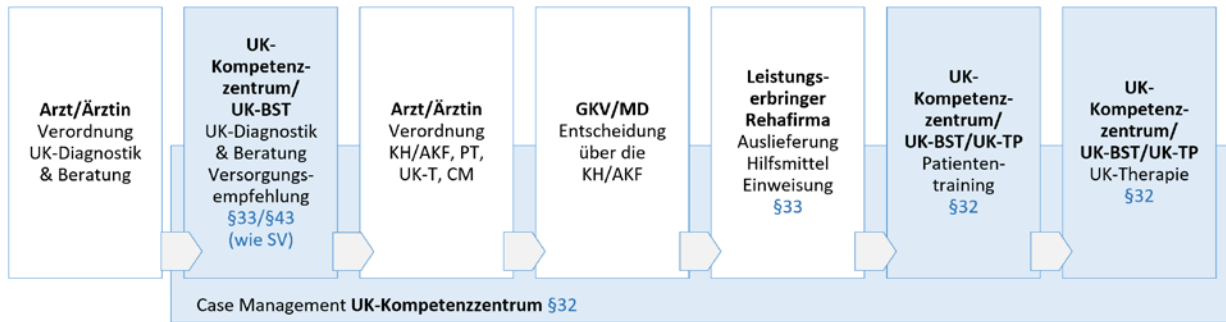 Arzt/Ärztin
Verordnung
UK-Diagnostik
& Beratung
UK-
Kompetenz-
zentrum/
UK-BST
UK-Diagnostik
& Beratung
Versorgungs-
empfehlung
§33/§43
(wie SV)
Arzt/Ärztin
Verordnung
KH/AKF, PT,
UK-T, CM
GKV/MD
Entscheidung
über die
KH/AKF
Leistungs-
erbringer
Rehafirma
Auslieferung
Hilfsmittel
Einweisung
§33
UK-
Kompetenz-
zentrum/
UK-BST/UK-TP
Patienten-
training
§32
UK-
Kompetenz-
zentrum/
UK-BST/UK-TP
UK-Therapie
§32
Case Management UK-Kompetenzzentrum §32